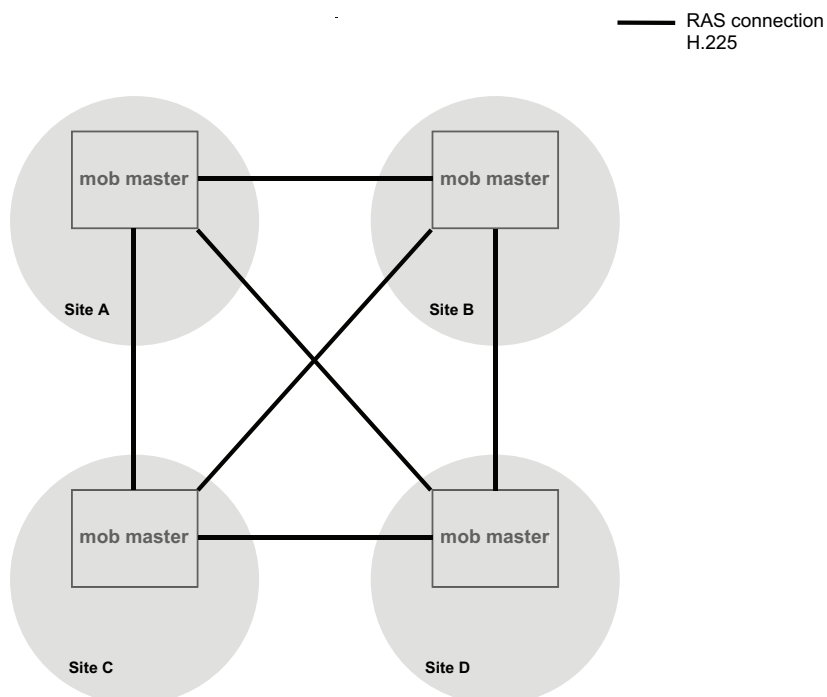 RAS connection
H.225
mob master
mob master
Site A
Site B
mob master
mob master
Site C
Site D